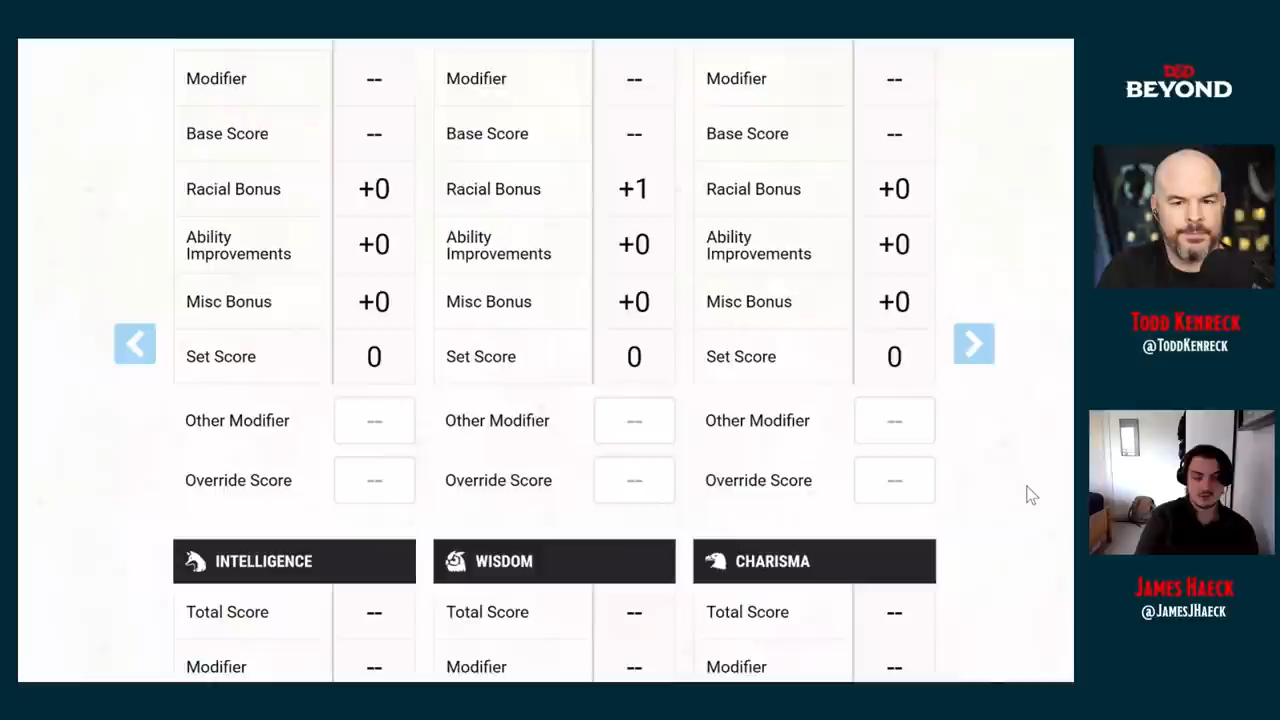 Modifier -- Modifier -- Modifier --
Base Score -- Base Score -- Base Score --
Racial Bonus +0 Racial Bonus +1 Racial Bonus +0
Ability Improvements +0 Ability Improvements +0 Ability Improvements +0
Misc Bonus +0 Misc Bonus +0 Misc Bonus +0
Set Score 0 Set Score 0 Set Score 0
Other Modifier -- Other Modifier -- Other Modifier --
Override Score -- Override Score -- Override Score --
INTELLIGENCE WISDOM CHARISMA
Total Score -- Total Score -- Total Score --
Modifier -- Modifier -- Modifier --
D&D
BEYOND
TODD KENRECK
@TODDKENRECK
JAMES HAECK
@JAMESJHAECK